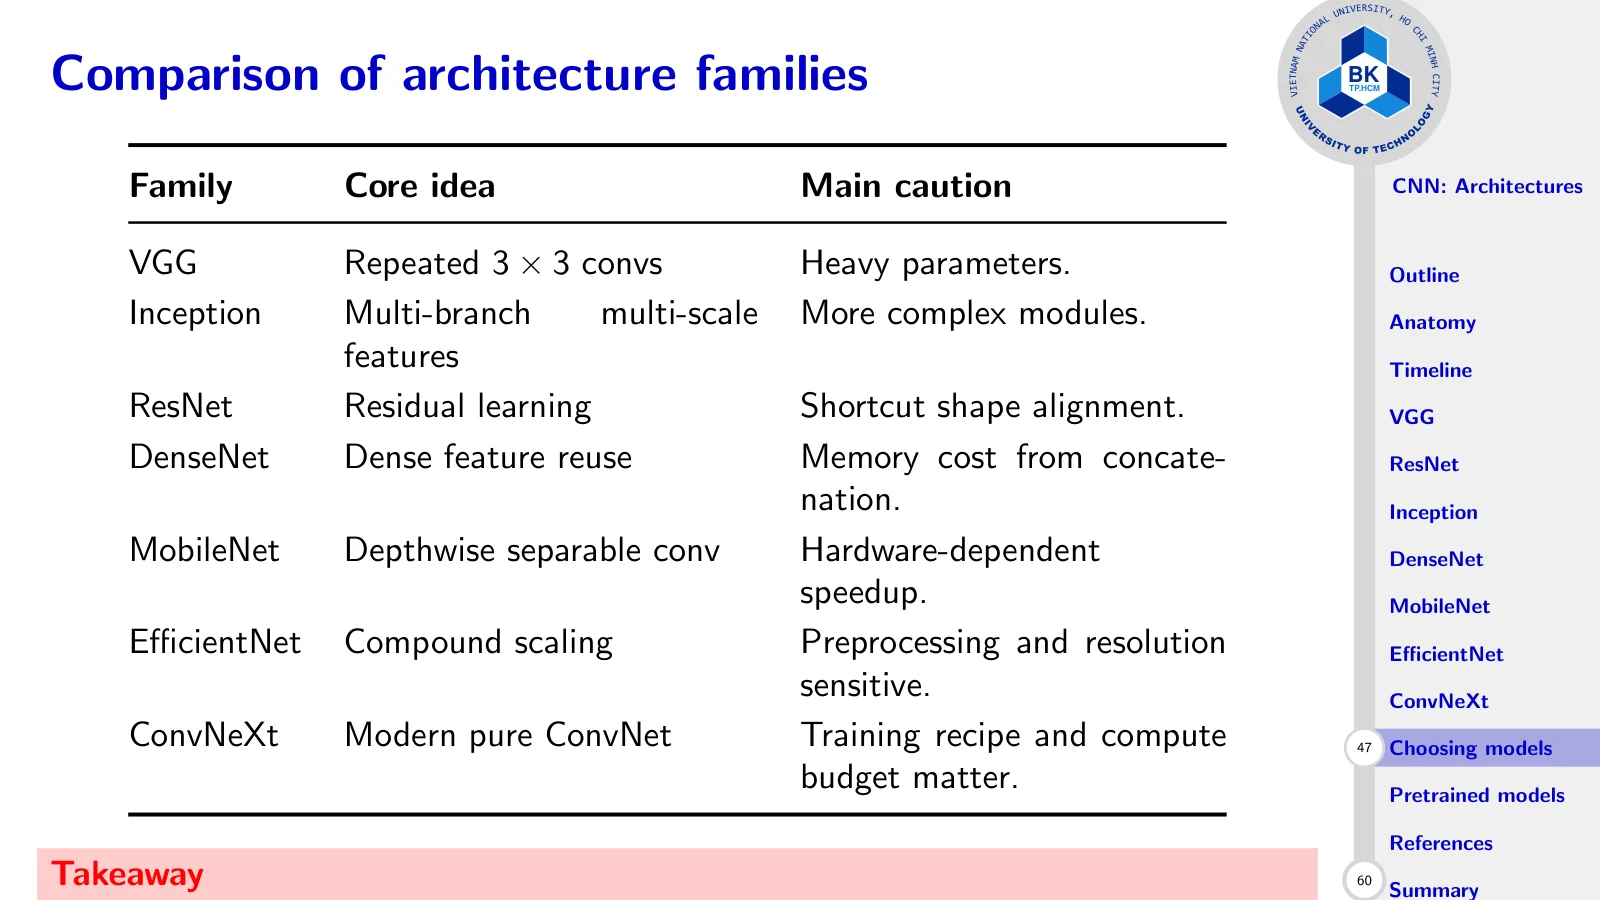 Comparison of architecture families
Family Core idea Main caution
VGG Repeated 3 × 3 convs Heavy parameters.
Inception Multi-branch multi-scale More complex modules.
features
ResNet Residual learning Shortcut shape alignment.
DenseNet Dense feature reuse Memory cost from concate-
nation.
MobileNet Depthwise separable conv Hardware-dependent
speedup.
EfficientNet Compound scaling Preprocessing and resolution
sensitive.
ConvNeXt Modern pure ConvNet Training recipe and compute
budget matter.
Takeaway
VIETNAM NATIONAL UNIVERSITY, HO CHI MINH CITY
BK
TP.HCM
UNIVERSITY OF TECHNOLOGY
CNN: Architectures
Outline
Anatomy
Timeline
VGG
ResNet
Inception
DenseNet
MobileNet
EfficientNet
ConvNeXt
47 Choosing models
Pretrained models
References
60
Summary